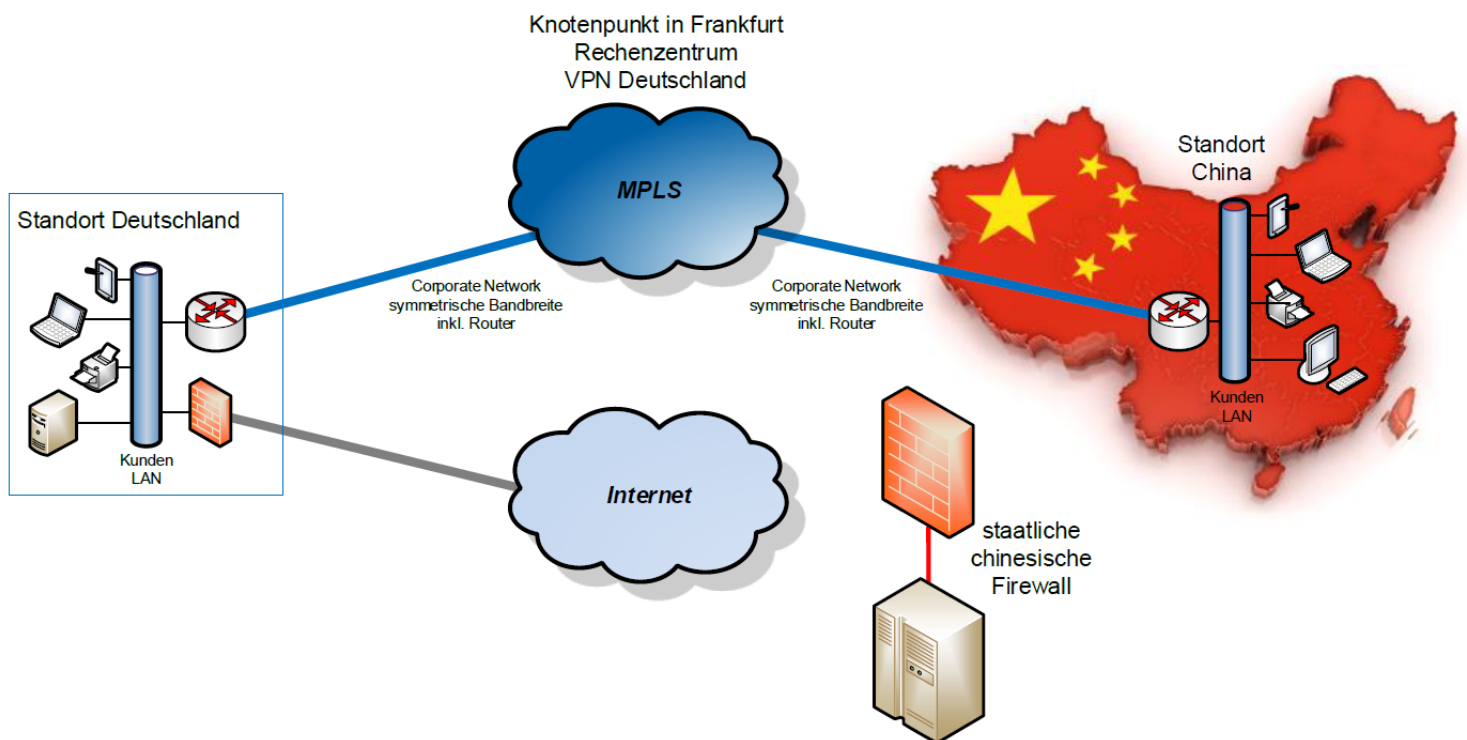 Knotenpunkt in Frankfurt
Rechenzentrum
VPN Deutschland
MPLS
Standort
China
Standort Deutschland
Corporate Network
symmetrische Bandbreite
inkl. Router
Corporate Network
symmetrische Bandbreite
inkl. Router
Kunden
LAN
Kunden
LAN
Internet
staatliche
chinesische
Firewall